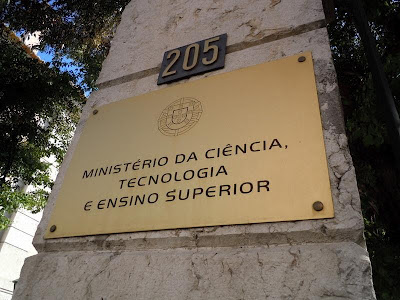 205
MINISTÉRIO DA CIÊNCIA,
TECNOLOGIA
E ENSINO SUPERIOR